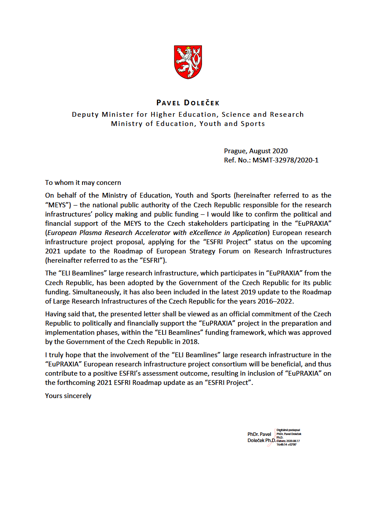 PAVEL DOLEČEK
Deputy Minister for Higher Education, Science and Research
Ministry of Education, Youth and Sports
Prague, August 2020
Ref. No.: MSMT-32978/2020-1
To whom it may concern
On behalf of the Ministry of Education, Youth and Sports (hereinafter referred to as the
“MEYS”) – the national public authority of the Czech Republic responsible for the research
infrastructures’ policy making and public funding – I would like to confirm the political and
financial support of the MEYS to the Czech stakeholders participating in the “EuPRAXIA”
(European Plasma Research Accelerator with eXcellence in Application) European research
infrastructure project proposal, applying for the “ESFRI Project” status on the upcoming
2021 update to the Roadmap of European Strategy Forum on Research Infrastructures
(hereinafter referred to as the “ESFRI”).
The “ELI Beamlines” large research infrastructure, which participates in “EuPRAXIA” from the
Czech Republic, has been adopted by the Government of the Czech Republic for its public
funding. Simultaneously, it has also been included in the latest 2019 update to the Roadmap
of Large Research Infrastructures of the Czech Republic for the years 2016–2022.
Having said that, the presented letter shall be viewed as an official commitment of the Czech
Republic to politically and financially support the “EuPRAXIA” project in the preparation and
implementation phases, within the “ELI Beamlines” funding framework, which was approved
by the Government of the Czech Republic in 2018.
I truly hope that the involvement of the “ELI Beamlines” large research infrastructure in the
“EuPRAXIA” European research infrastructure project consortium will be beneficial, and thus
contribute to a positive ESFRI’s assessment outcome, resulting in inclusion of “EuPRAXIA” on
the forthcoming 2021 ESFRI Roadmap update as an “ESFRI Project”.
Yours sincerely
PhDr. Pavel
Doleček Ph.D.